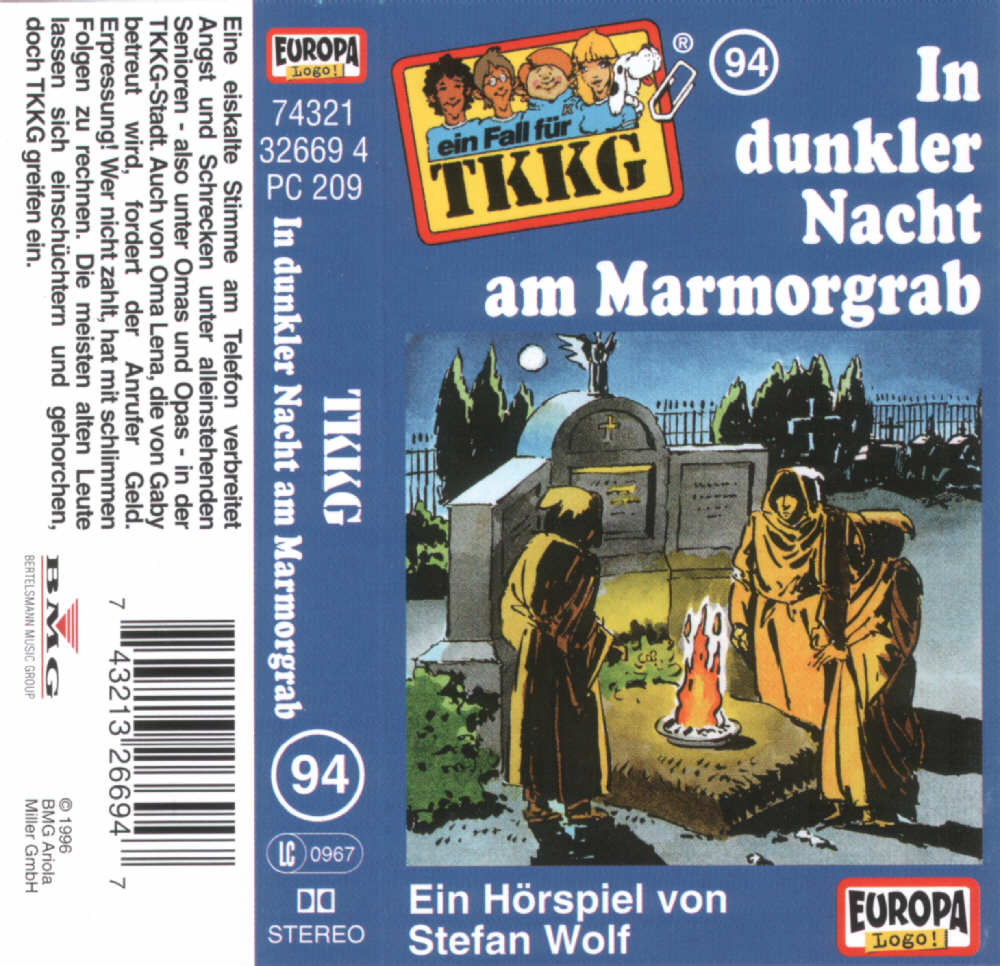 Eine eiskalte Stimme am Telefon verbreitet
Angst und Schrecken unter alleinstehenden
Senioren - also unter Omas und Opas - in der
TKKG-Stadt. Auch von Oma Lena, die von Gaby
betreut wird, fordert der Anrufer Geld.
Erpressung! Wer nicht zahlt, hat mit schlimmen
Folgen zu rechnen. Die meisten alten Leute
lassen sich einschüchtern und gehorchen,
doch TKKG greifen ein.
BMG
BERTELSMANN MUSIC GROUP
7 43213 26694 7
© 1996
BMG Ariola
Miller GmbH
EUROPA
Logo!
74321
32669 4
PC 209
TKKG
In dunkler Nacht am Marmorgrab
94
LC 0967
STEREO
ein Fall für
TKKG
K
®
94
In
dunkler
Nacht
am Marmorgrab
Ein Hörspiel von
Stefan Wolf
EUROPA
Logo!